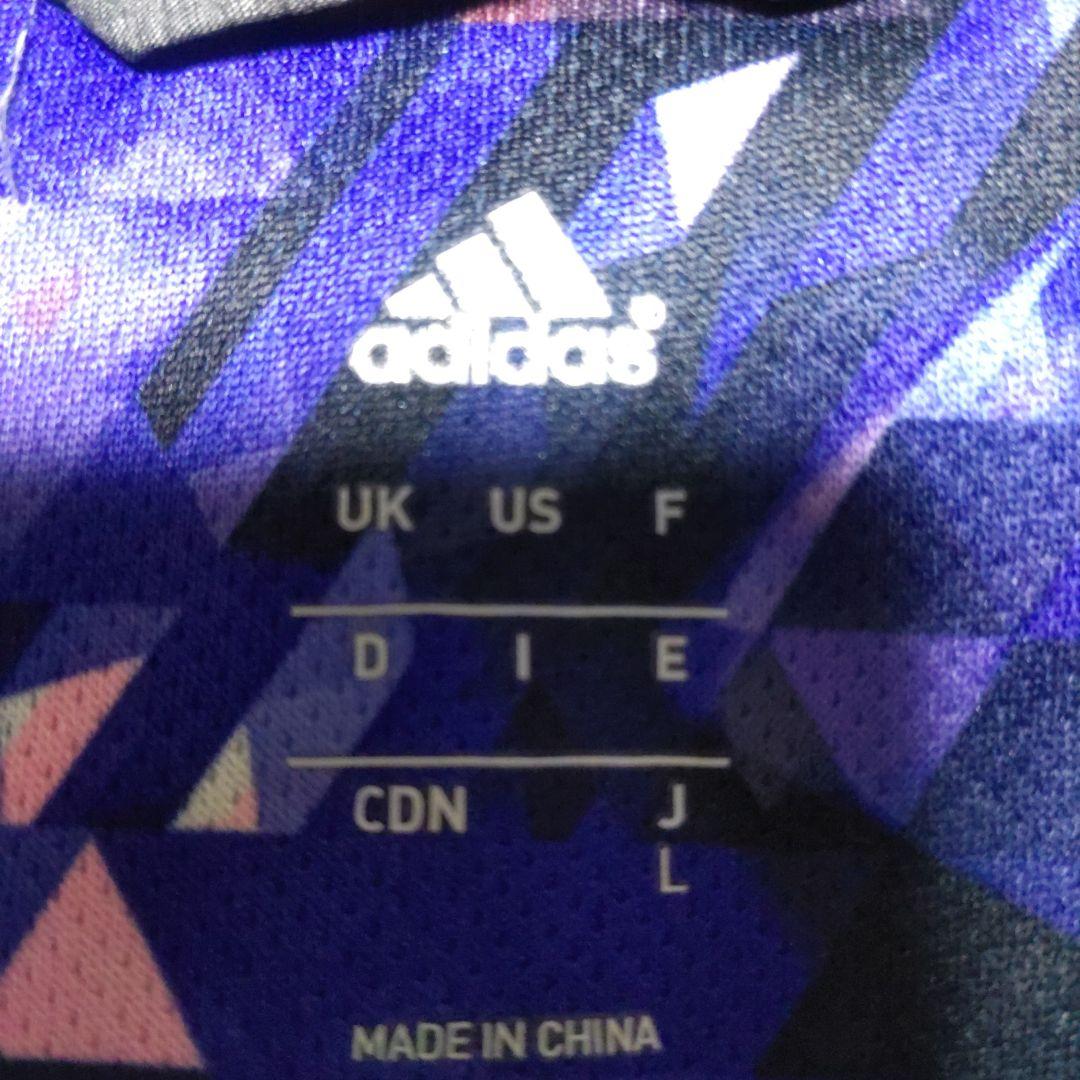 adidas®
UK US F
D I E
CDN J
L
MADE IN CHINA